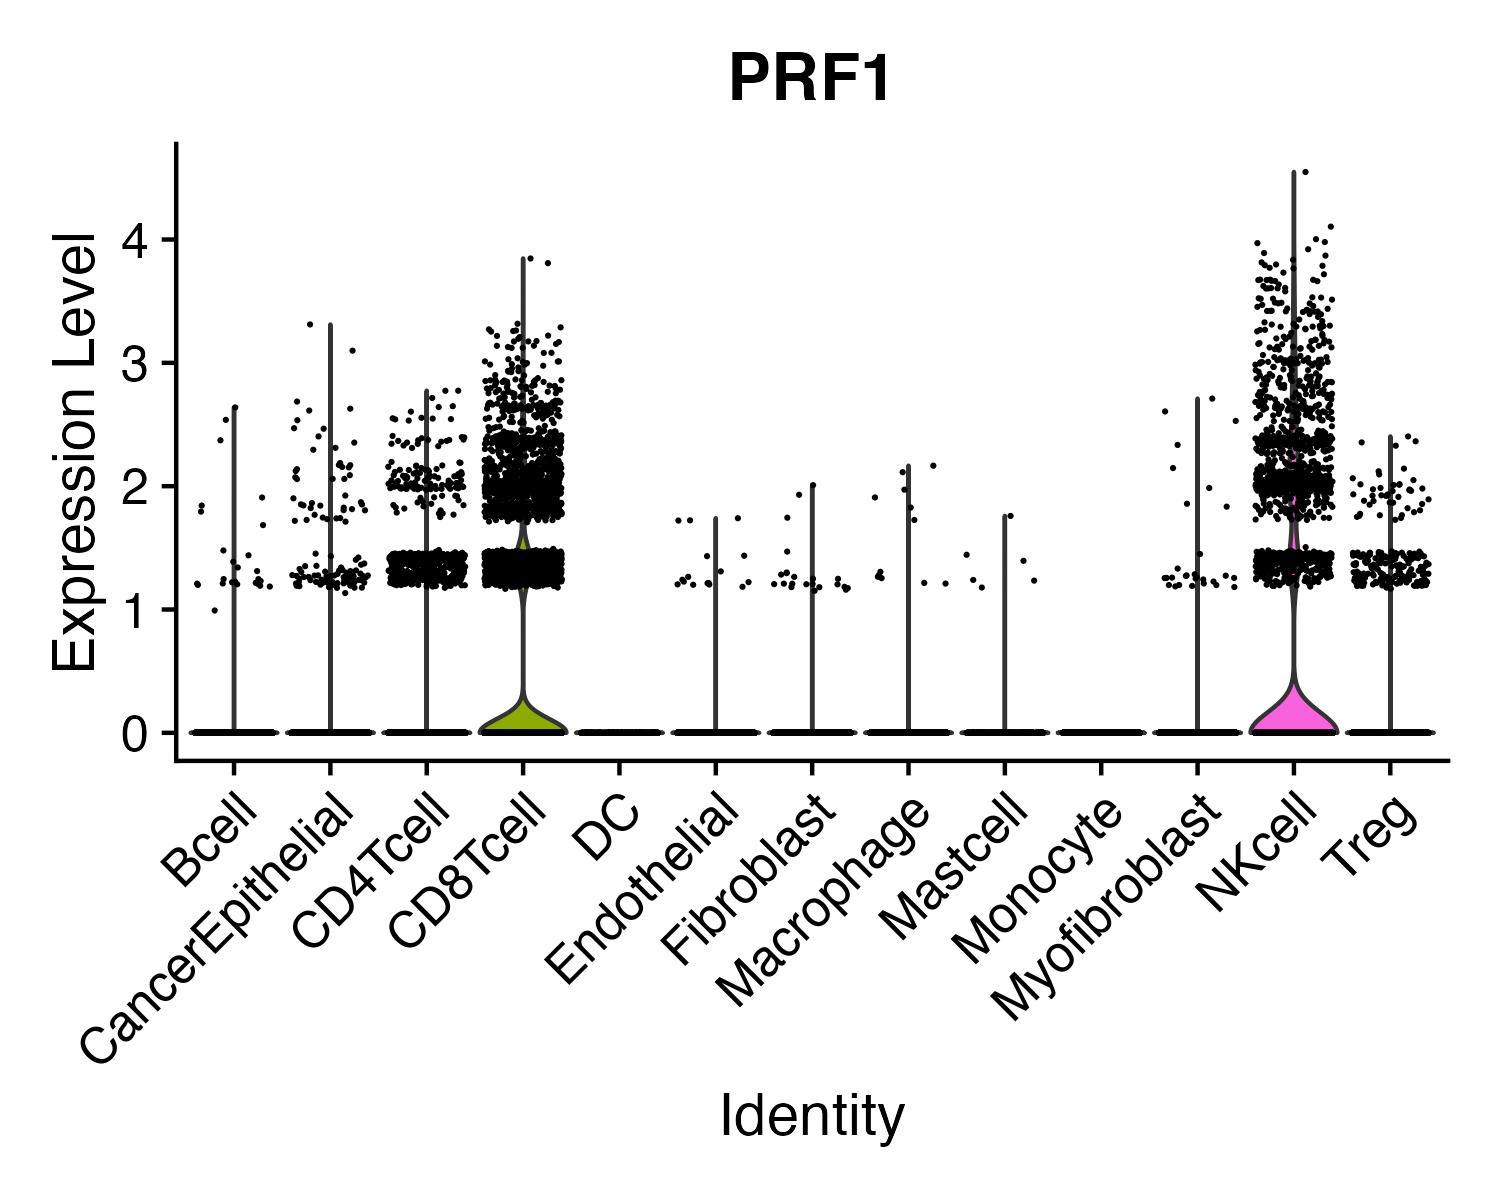 PRF1
Expression Level
4
3
2
1
0
Bcell
CancerEpithelial
CD4Tcell
CD8Tcell
DC
Endothelial
Fibroblast
Macrophage
Mastcell
Monocyte
Myofibroblast
NKcell
Treg
Identity